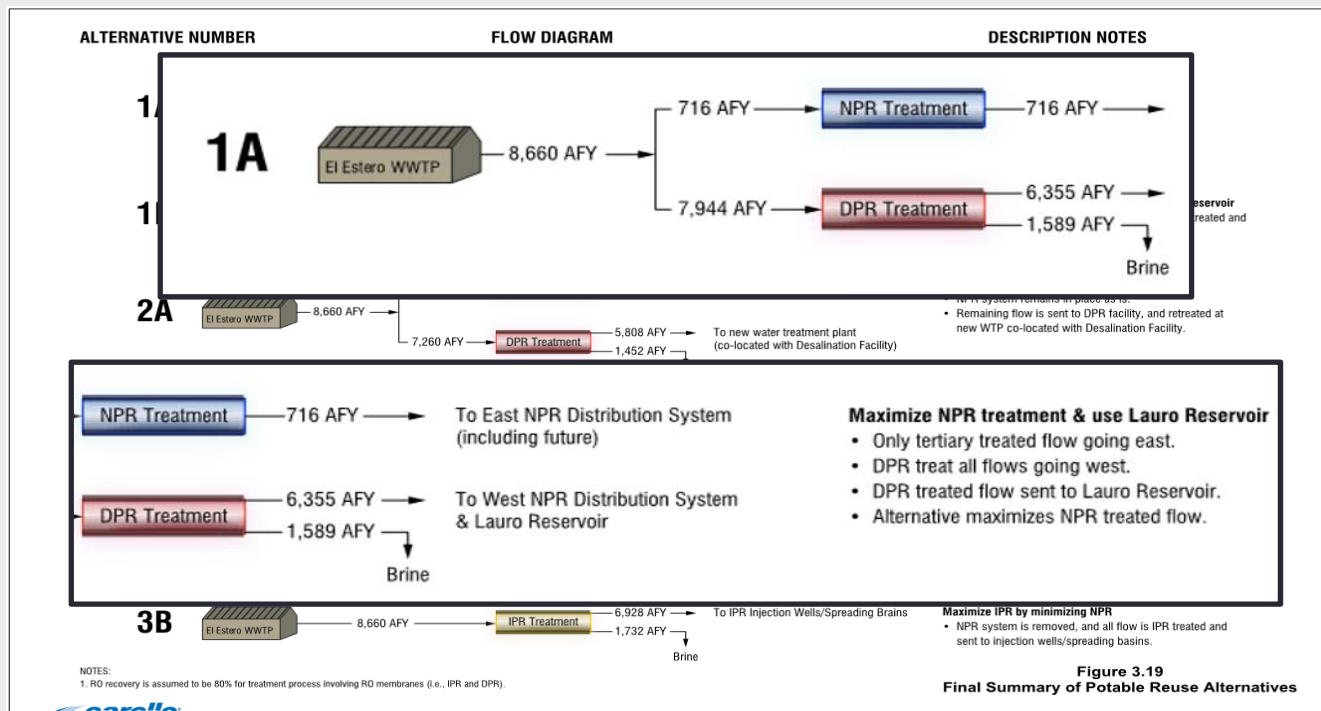 ALTERNATIVE NUMBER FLOW DIAGRAM DESCRIPTION NOTES
1A
716 AFY NPR Treatment 716 AFY
El Estero WWTP 8,660 AFY
7,944 AFY DPR Treatment 6,355 AFY
1,589 AFY
Brine
eservoir
treated and
2A
El Estero WWTP 8,660 AFY
7,260 AFY DPR Treatment 5,808 AFY
1,452 AFY
To new water treatment plant
(co-located with Desalination Facility)
• NPR system remains in place as is.
• Remaining flow is sent to DPR facility, and retreated at
new WTP co-located with Desalination Facility.
NPR Treatment 716 AFY
To East NPR Distribution System
(including future)
DPR Treatment 6,355 AFY
1,589 AFY
Brine
To West NPR Distribution System
& Lauro Reservoir
Maximize NPR treatment & use Lauro Reservoir
• Only tertiary treated flow going east.
• DPR treat all flows going west.
• DPR treated flow sent to Lauro Reservoir.
• Alternative maximizes NPR treated flow.
3B
El Estero WWTP 8,660 AFY IPR Treatment 6,928 AFY
1,732 AFY
Brine
To IPR Injection Wells/Spreading Brains
Maximize IPR by minimizing NPR
• NPR system is removed, and all flow is IPR treated and
sent to injection wells/spreading basins.
NOTES:
1. RO recovery is assumed to be 80% for treatment process involving RO membranes (i.e., IPR and DPR).
Figure 3.19
Final Summary of Potable Reuse Alternatives